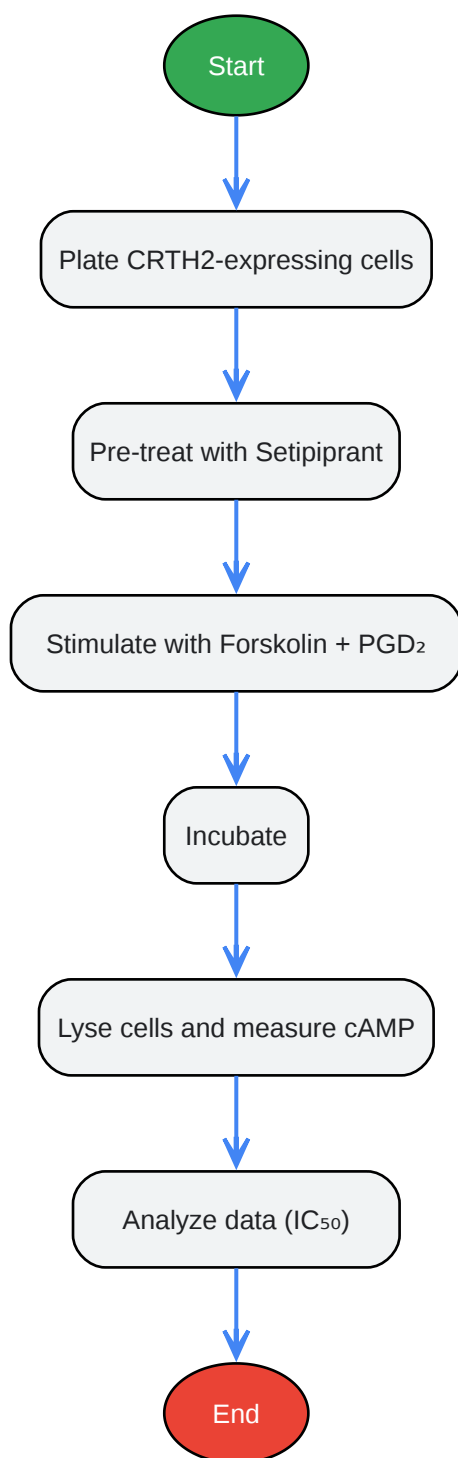 Start
Plate CRTH2-expressing cells
Pre-treat with Setipiprant
Stimulate with Forskolin + PGD₂
Incubate
Lyse cells and measure cAMP
Analyze data (IC₅₀)
End